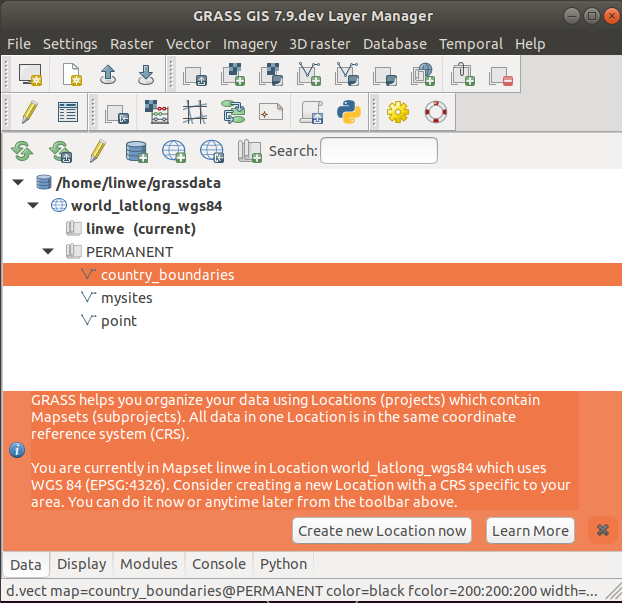 GRASS GIS 7.9.dev Layer Manager
File Settings Raster Vector Imagery 3D raster Database Temporal Help
Search:
/home/linwe/grassdata
world_latlong_wgs84
linwe (current)
PERMANENT
country_boundaries
mysites
point
GRASS helps you organize your data using Locations (projects) which contain
Mapsets (subprojects). All data in one Location is in the same coordinate
reference system (CRS).
You are currently in Mapset linwe in Location world_latlong_wgs84 which uses
WGS 84 (EPSG:4326). Consider creating a new Location with a CRS specific to your
area. You can do it now or anytime later from the toolbar above.
Create new Location now Learn More
Data Display Modules Console Python
d.vect map=country_boundaries@PERMANENT color=black fcolor=200:200:200 width=...